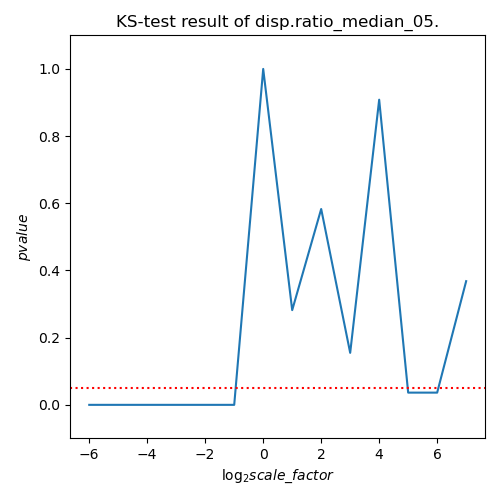 KS-test result of disp.ratio_median_05.
1.0
0.8
0.6
0.4
0.2
0.0
pvalue
−6 −4 −2 0 2 4 6
log₂scale_factor